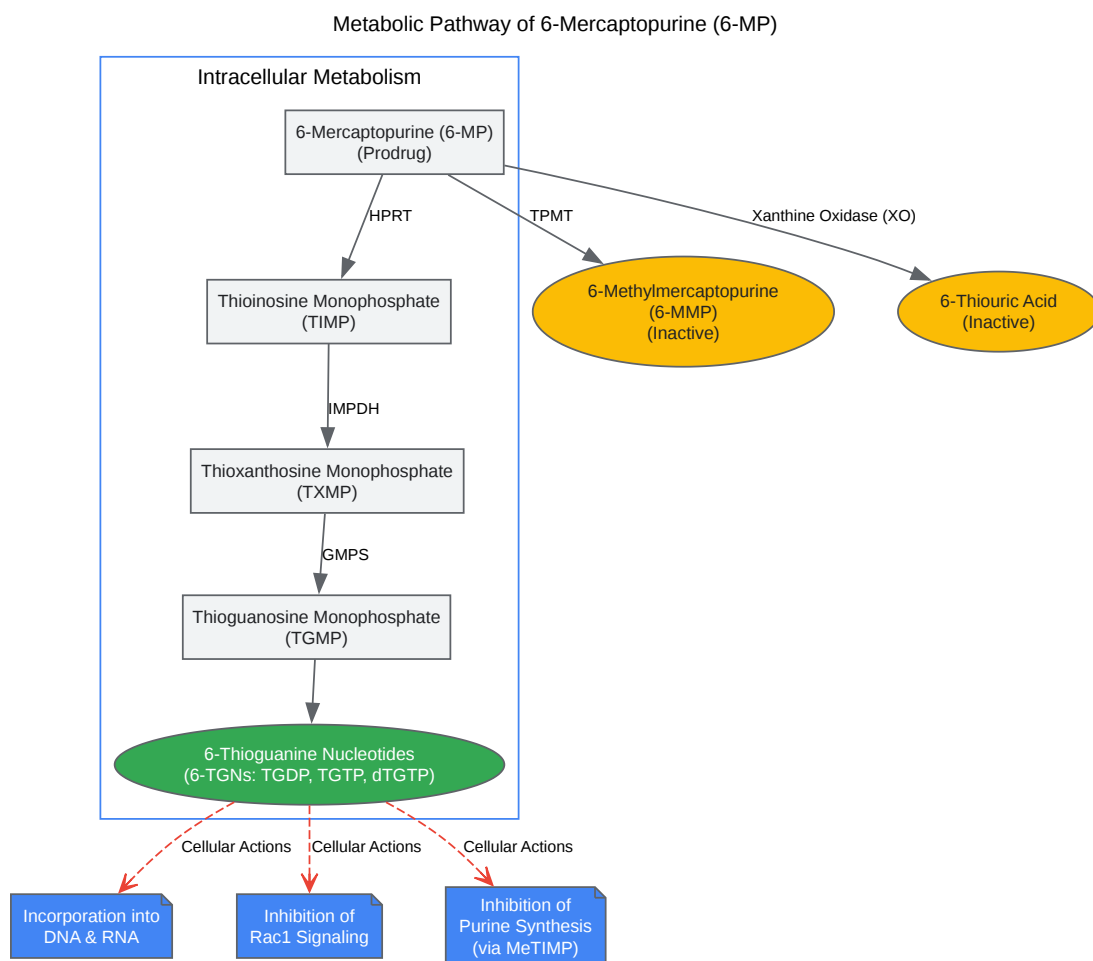 Metabolic Pathway of 6-Mercaptopurine (6-MP)
Intracellular Metabolism
6-Mercaptopurine (6-MP)
(Prodrug)
HPRT
TPMT
Xanthine Oxidase (XO)
Thioinosine Monophosphate
(TIMP)
6-Methylmercaptopurine
(6-MMP)
(Inactive)
6-Thiouric Acid
(Inactive)
IMPDH
Thioxanthosine Monophosphate
(TXMP)
GMPS
Thioguanosine Monophosphate
(TGMP)
6-Thioguanine Nucleotides
(6-TGNs: TGDP, TGTP, dTGTP)
Cellular Actions
Cellular Actions
Cellular Actions
Incorporation into
DNA & RNA
Inhibition of
Rac1 Signaling
Inhibition of
Purine Synthesis
(via MeTIMP)